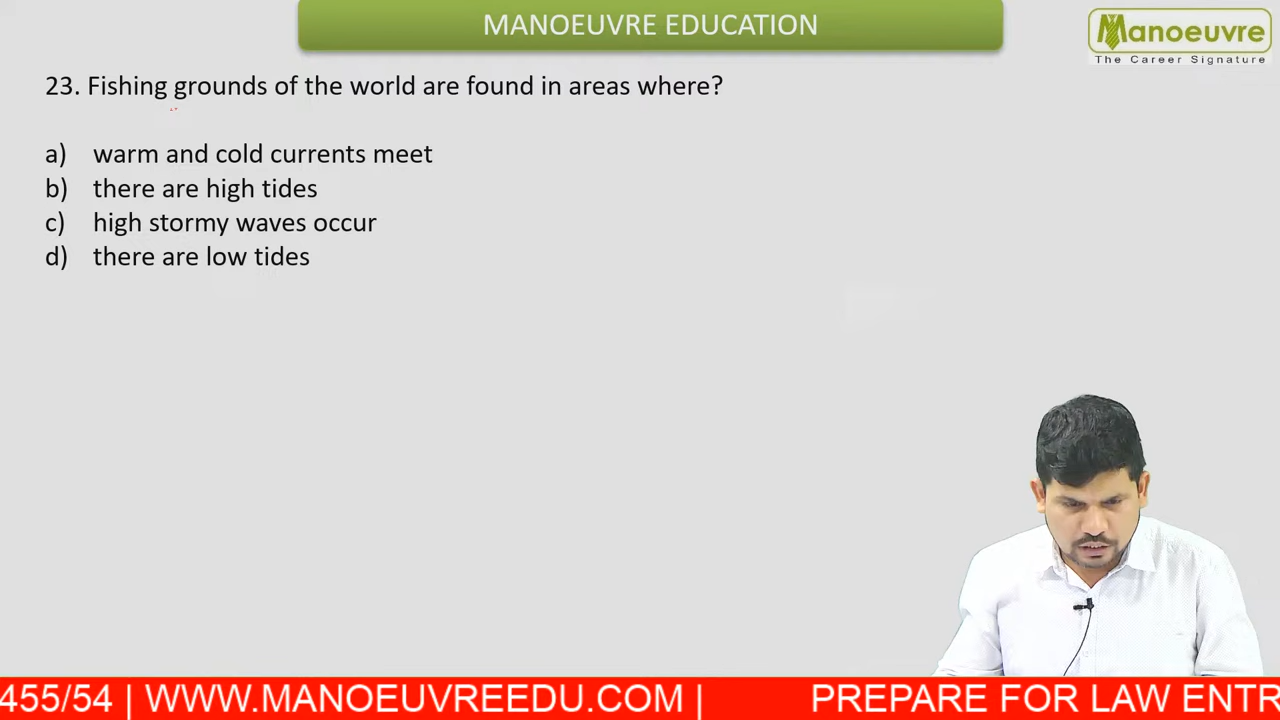 MANOEUVRE EDUCATION
Manoeuvre
The Career Signature
23. Fishing grounds of the world are found in areas where?
a) warm and cold currents meet
b) there are high tides
c) high stormy waves occur
d) there are low tides
455/54 | WWW.MANOEUVREEDU.COM | PREPARE FOR LAW ENTR